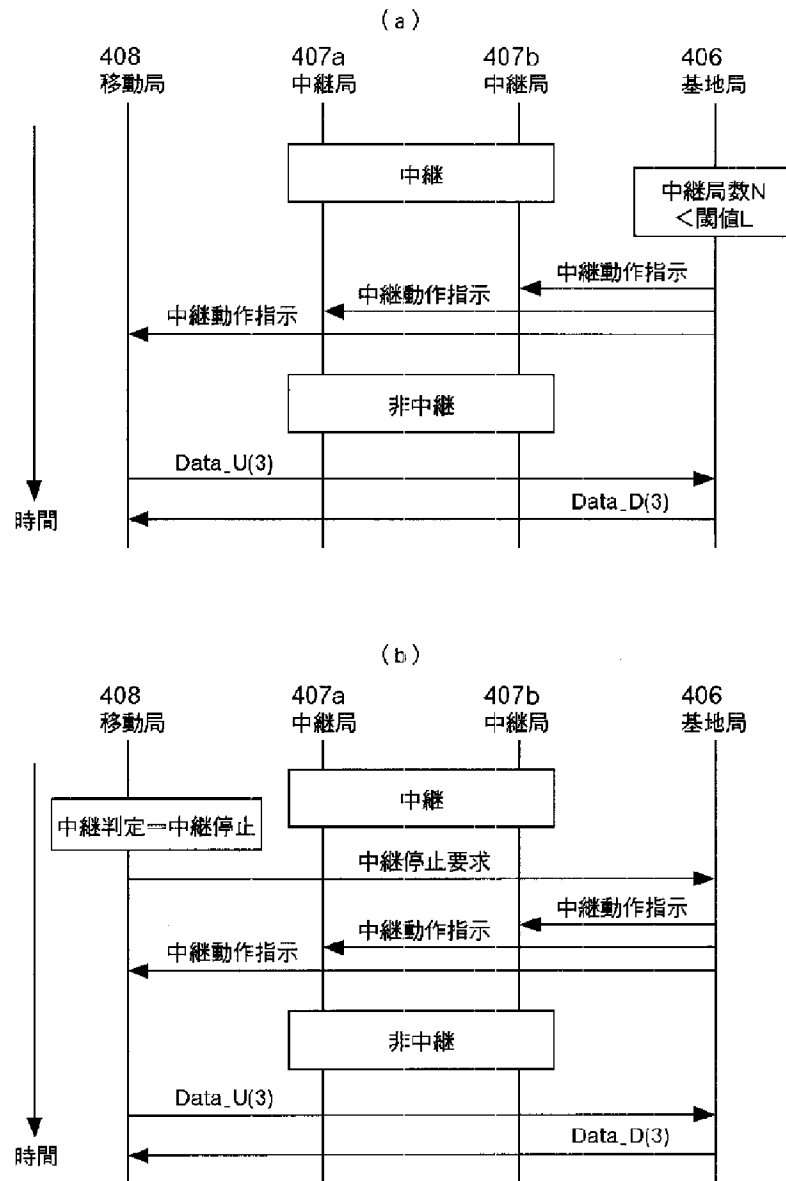 (a)
408
移動局
407a
中継局
407b
中継局
406
基地局
中継
中継局数N
<閾値L
中継動作指示
中継動作指示
中継動作指示
非中継
Data_U(3)
Data_D(3)
時間
(b)
408
移動局
407a
中継局
407b
中継局
406
基地局
中継
中継判定=中継停止
中継停止要求
中継動作指示
中継動作指示
中継動作指示
非中継
Data_U(3)
Data_D(3)
時間